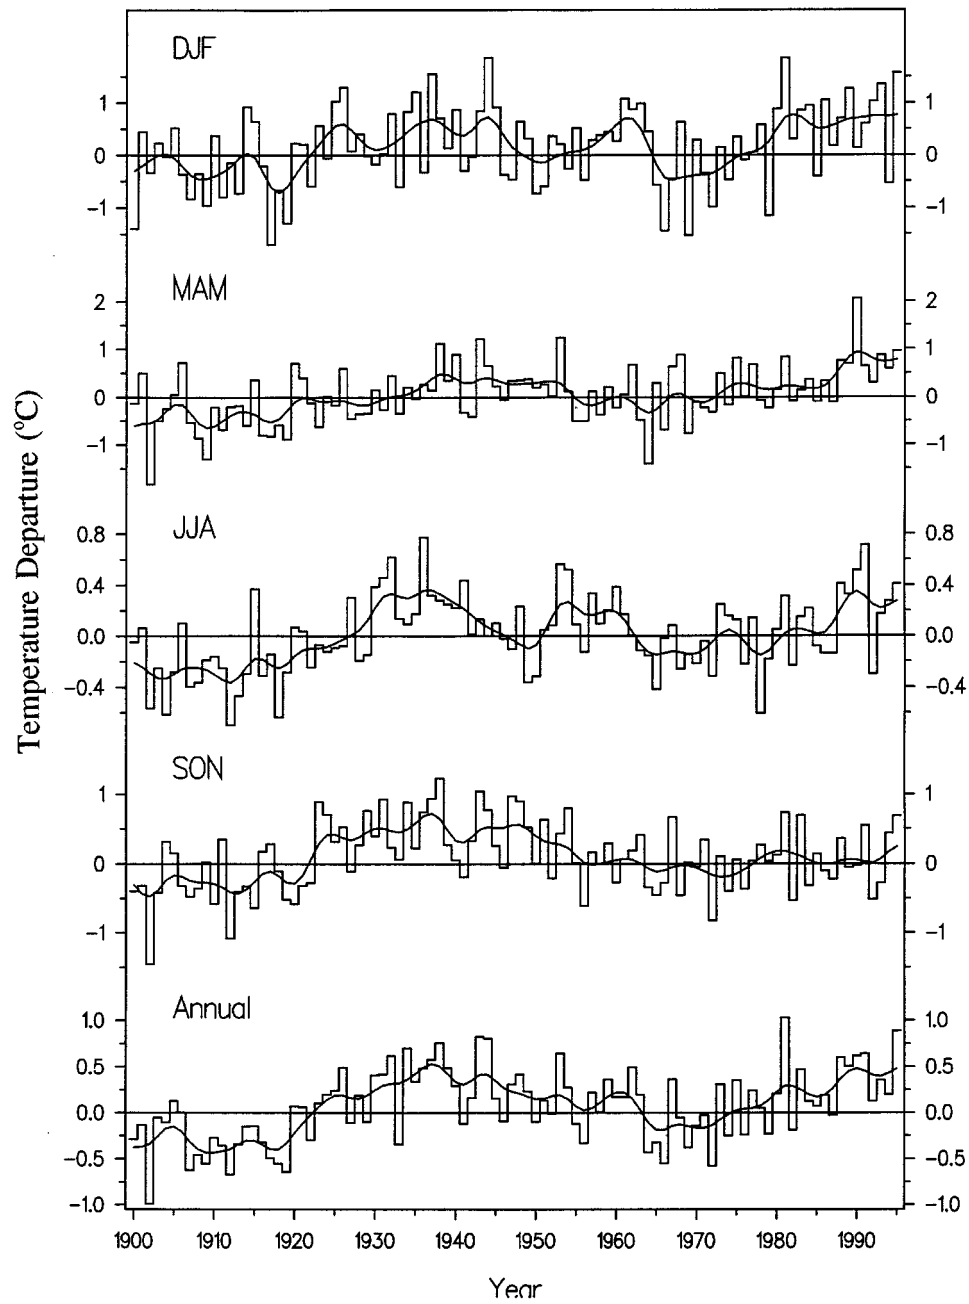 DJF
1 1
0 0
−1 −1
MAM
2 2
1 1
0 0
−1 −1
JJA
0.8 0.8
0.4 0.4
0.0 0.0
−0.4 −0.4
SON
1 1
0 0
−1 −1
Annual
1.0 1.0
0.5 0.5
0.0 0.0
−0.5 −0.5
−1.0 −1.0
1900 1910 1920 1930 1940 1950 1960 1970 1980 1990
Year
Temperature Departure (°C)